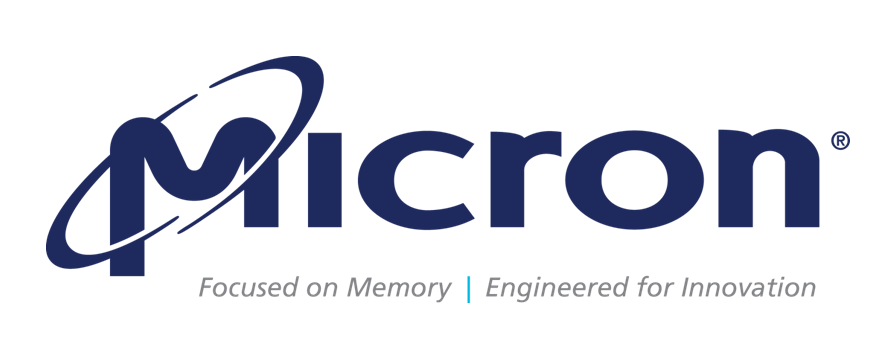 Micron®
Focused on Memory | Engineered for Innovation